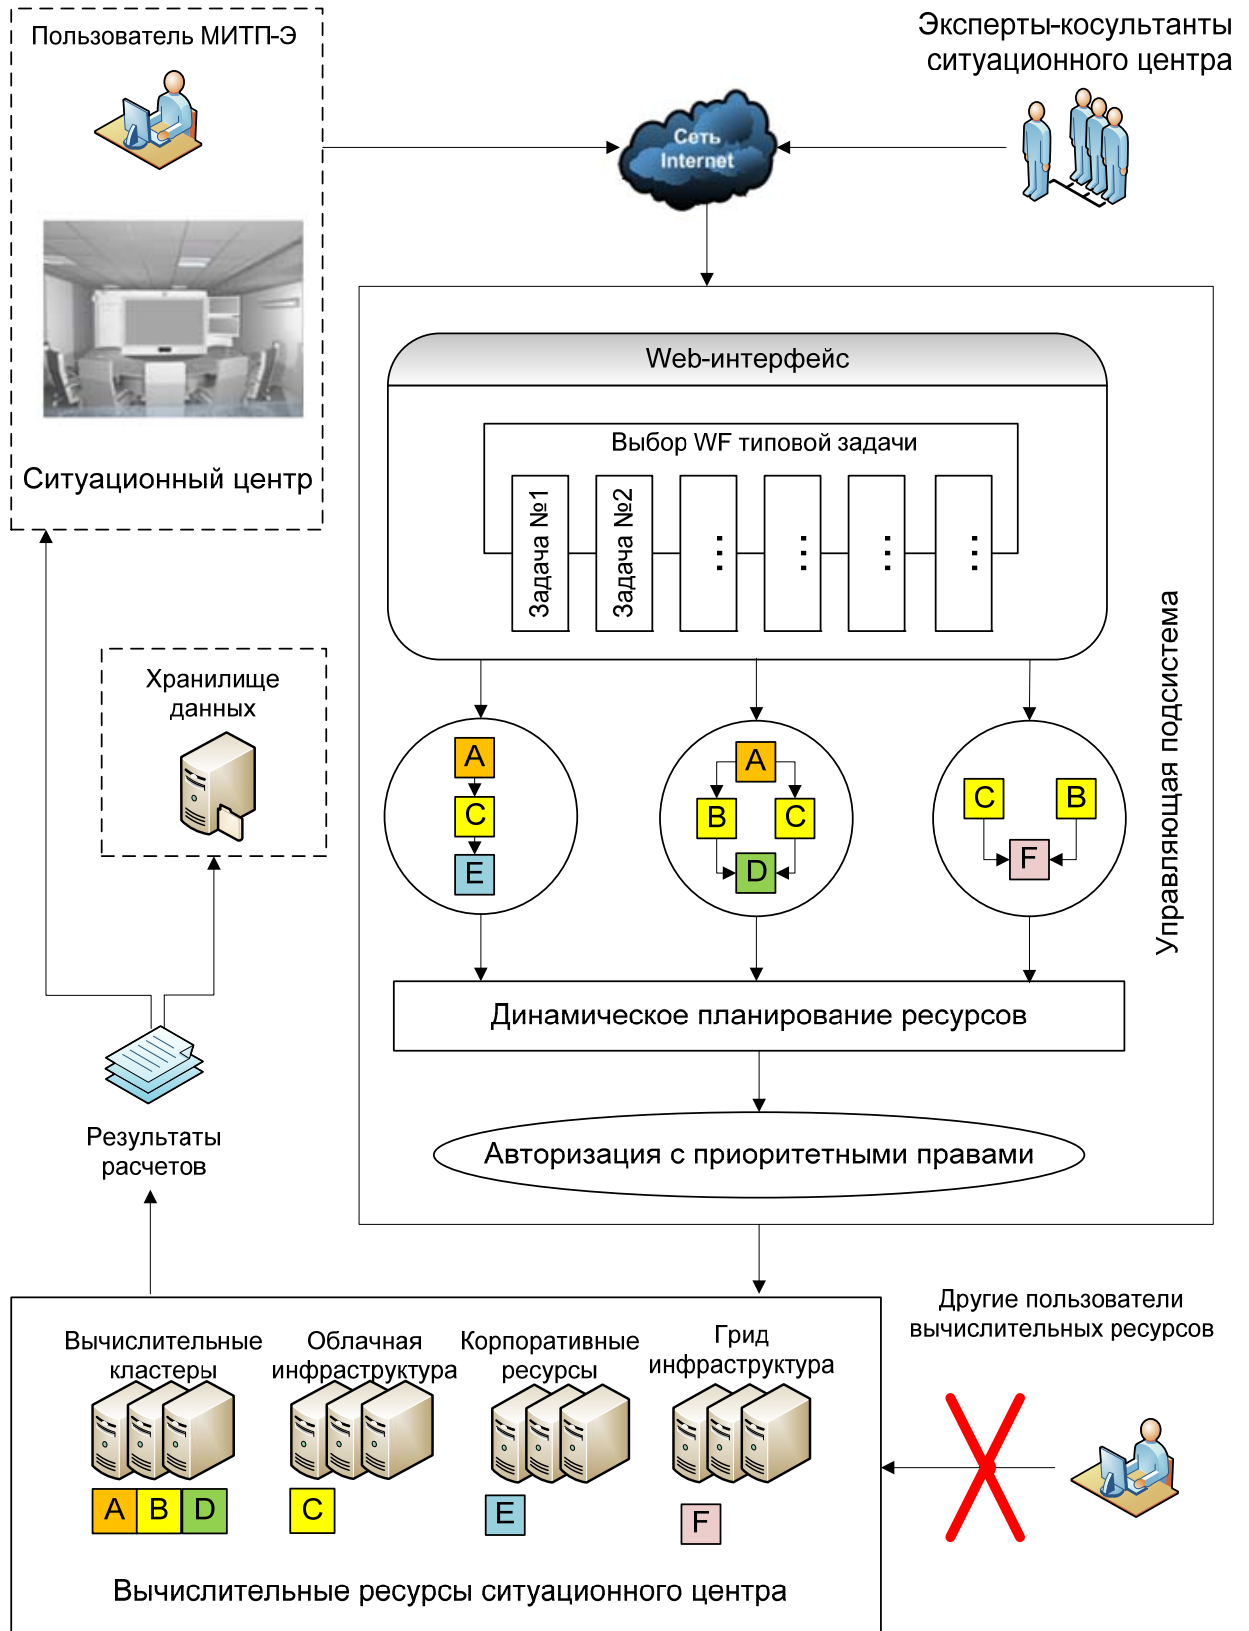 Пользователь МИТП-Э
Эксперты-косультанты
ситуационного центра
Сеть
Internet
Ситуационный центр
Web-интерфейс
Выбор WF типовой задачи
Задача №1
Задача №2
...
...
...
...
Управляющая подсистема
Хранилище
данных
A
C
E
A
B
C
D
C
B
F
Динамическое планирование ресурсов
Авторизация с приоритетными правами
Результаты
расчетов
Другие пользователи
вычислительных ресурсов
Вычислительные
кластеры
Облачная
инфраструктура
Корпоративные
ресурсы
Грид
инфраструктура
A B D
C
E
F
Вычислительные ресурсы ситуационного центра